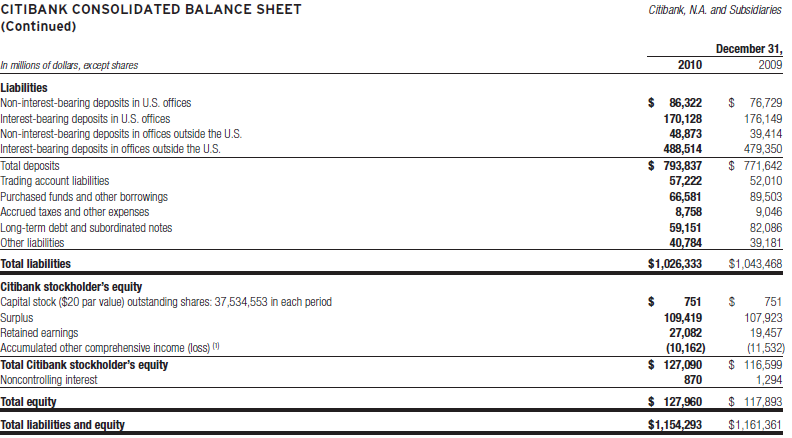 CITIBANK CONSOLIDATED BALANCE SHEET Citibank, N.A. and Subsidiaries
(Continued)
December 31,
In millions of dollars, except shares 2010 2009
Liabilities
Non-interest-bearing deposits in U.S. offices $ 86,322 $ 76,729
Interest-bearing deposits in U.S. offices 170,128 176,149
Non-interest-bearing deposits in offices outside the U.S. 48,873 39,414
Interest-bearing deposits in offices outside the U.S. 488,514 479,350
Total deposits $ 793,837 $ 771,642
Trading account liabilities 57,222 52,010
Purchased funds and other borrowings 66,581 89,503
Accrued taxes and other expenses 8,758 9,046
Long-term debt and subordinated notes 59,151 82,086
Other liabilities 40,784 39,181
Total liabilities $1,026,333 $1,043,468
Citibank stockholder's equity
Capital stock ($20 par value) outstanding shares: 37,534,553 in each period $ 751 $ 751
Surplus 109,419 107,923
Retained earnings 27,082 19,457
Accumulated other comprehensive income (loss) (1) (10,162) (11,532)
Total Citibank stockholder's equity $ 127,090 $ 116,599
Noncontrolling interest 870 1,294
Total equity $ 127,960 $ 117,893
Total liabilities and equity $1,154,293 $1,161,361